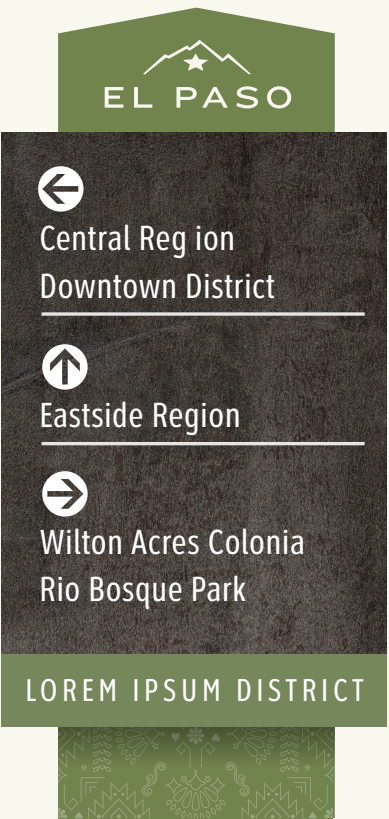 EL PASO
Central Reg ion
Downtown District
Eastside Region
Wilton Acres Colonia
Rio Bosque Park
LOREM IPSUM DISTRICT